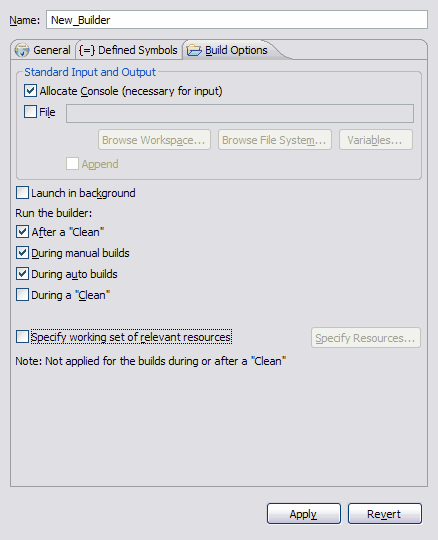 Name: New_Builder
General {=} Defined Symbols Build Options
Standard Input and Output
Allocate Console (necessary for input)
File
Browse Workspace... Browse File System... Variables...
Append
Launch in background
Run the builder:
After a "Clean"
During manual builds
During auto builds
During a "Clean"
Specify working set of relevant resources Specify Resources...
Note: Not applied for the builds during or after a "Clean"
Apply Revert